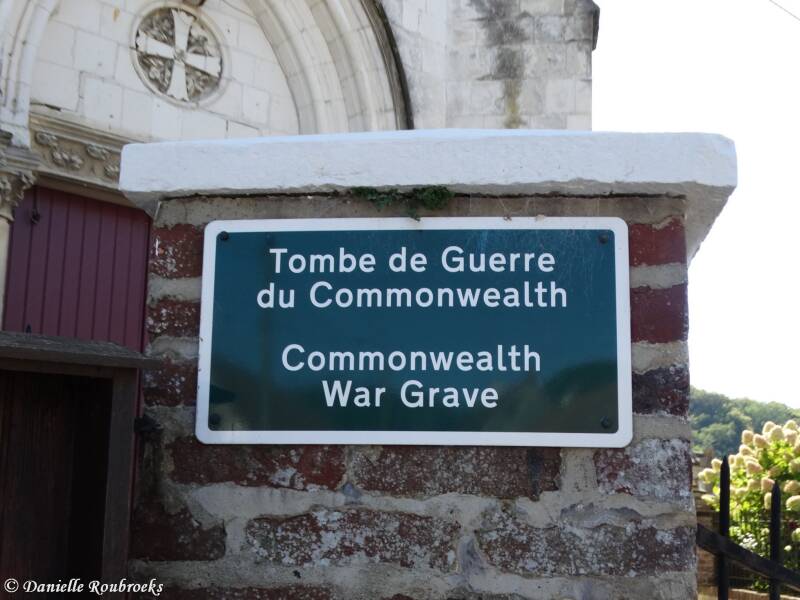 Tombe de Guerre
du Commonwealth
Commonwealth
War Grave
© Danielle Roubroeks